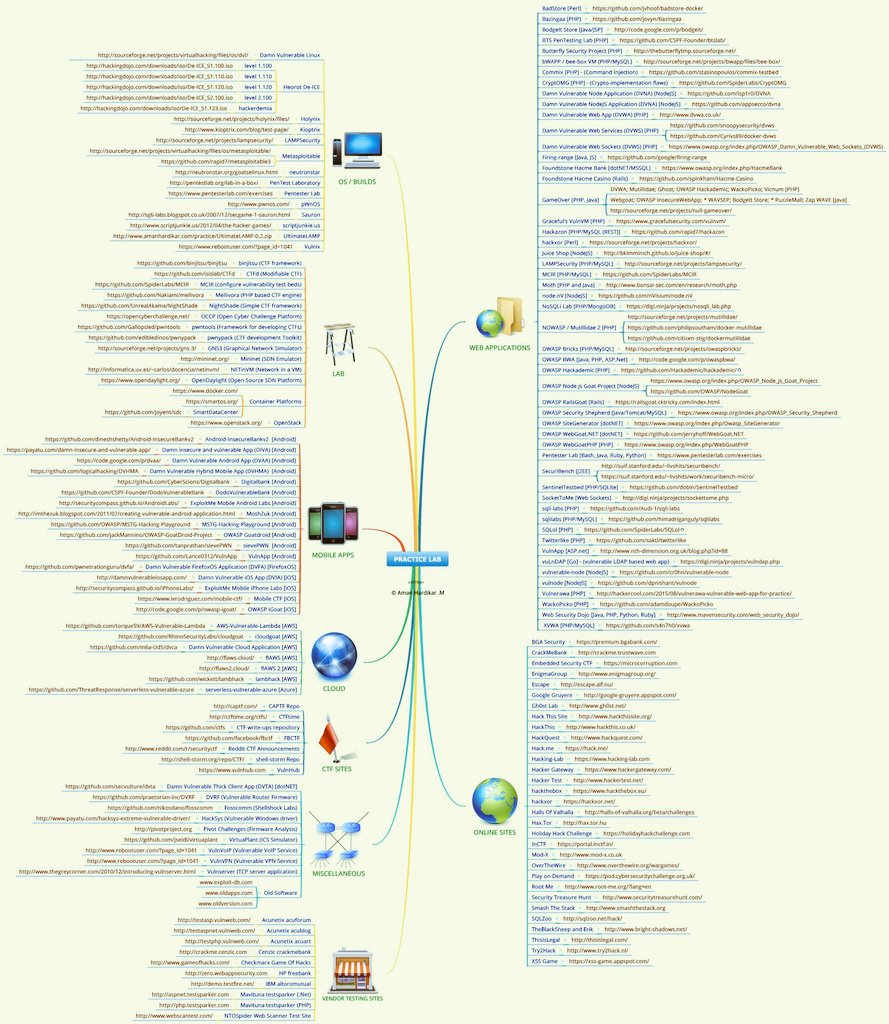 PRACTICE LAB
© Aman Hardikar .M
OS / BUILDS
http://sourceforge.net/projects/virtualhacking/files/os/dvl/ Damn Vulnerable Linux
http://hackingdojo.com/downloads/iso/De-ICE_S1.100.iso level 1.100
http://hackingdojo.com/downloads/iso/De-ICE_S1.110.iso level 1.110
http://hackingdojo.com/downloads/iso/De-ICE_S1.120.iso level 1.120
Heorot De-ICE
http://hackingdojo.com/downloads/iso/De-ICE_S2.100.iso level 2.100
http://hackingdojo.com/downloads/iso/De-ICE_S1.123.iso hackerdemia
http://sourceforge.net/projects/holynix/files/ Holynix
http://www.kioptrix.com/blog/test-page/ Kioptrix
http://sourceforge.net/projects/lampsecurity/ LAMPSecurity
http://sourceforge.net/projects/virtualhacking/files/os/metasploitable/
Metasploitable
https://github.com/rapid7/metasploitable3
http://neutronstar.org/goatselinux.html neutronstar
http://pentestlab.org/lab-in-a-box/ PenTest Laboratory
https://www.pentesterlab.com/exercises Pentester Lab
http://www.pwnos.com/ pWnOS
http://sg6-labs.blogspot.co.uk/2007/12/secgame-1-sauron.html Sauron
http://www.scriptjunkie.us/2012/04/the-hacker-games/ scriptjunkie.us
http://www.amanhardikar.com/practice/UltimateLAMP-0.2.zip UltimateLAMP
https://www.rebootuser.com/?page_id=1041 Vulnix
LAB
https://github.com/binjitsu/binjitsu binjitsu (CTF framework)
https://github.com/isislab/CTFd CTFd (Modifiable CTF)
https://github.com/SpiderLabs/MCIR MCIR (configure vulnerability test beds)
https://github.com/Nakiami/mellivora Mellivora (PHP based CTF engine)
https://github.com/UnrealAkama/NightShade NightShade (Simple CTF framework)
https://opencyberchallenge.net/ OCCP (Open Cyber Challenge Platform)
https://github.com/Gallopsled/pwntools pwntools (Framework for developing CTFs)
https://github.com/edibledinos/pwnypack pwnypack (CTF development Toolkit)
http://sourceforge.net/projects/gns-3/ GNS3 (Graphical Network Simulator)
http://mininet.org/ Mininet (SDN Emulator)
http://informatica.uv.es/~carlos/docencia/netinvm/ NETinVM (Network in a VM)
https://www.opendaylight.org/ OpenDaylight (Open Source SDN Platform)
https://www.docker.com/
https://smartos.org/ Container Platforms
https://github.com/joyent/sdc SmartDataCenter
https://www.openstack.org/ OpenStack
MOBILE APPS
https://github.com/dineshshetty/Android-InsecureBankv2 Android-InsecureBankv2 [Android]
https://payatu.com/damn-insecure-and-vulnerable-app/ Damn Insecure and vulnerable App (DIVA) [Android]
https://code.google.com/p/dvaa/ Damn Vulnerable Android App (DVAA) [Android]
https://github.com/logicalhacking/DVHMA Damn Vulnerable Hybrid Mobile App (DVHMA) [Android]
https://github.com/CyberScions/Digitalbank Digitalbank [Android]
https://github.com/CSPF-Founder/DodoVulnerableBank DodoVulnerableBank [Android]
http://securitycompass.github.io/AndroidLabs/ ExploitMe Mobile Android Labs [Android]
http://imthezuk.blogspot.com/2011/07/creating-vulnerable-android-application.html MoshZuk [Android]
https://github.com/OWASP/MSTG-Hacking-Playground MSTG-Hacking-Playground [Android]
https://github.com/jackMannino/OWASP-GoatDroid-Project OWASP Goatdroid [Android]
https://github.com/tanprathan/sievePWN sievePWN [Android]
https://github.com/Lance0312/VulnApp VulnApp [Android]
https://github.com/pwnetrationguru/dvfa/ Damn Vulnerable FirefoxOS Application (DVFA) [FirefoxOS]
http://damnvulnerableiosapp.com/ Damn Vulnerable iOS App (DVIA) [iOS]
http://securitycompass.github.io/iPhoneLabs/ ExploitMe Mobile iPhone Labs [iOS]
https://www.ivrodriguez.com/mobile-ctf/ Mobile CTF [iOS]
http://code.google.com/p/owasp-igoat/ OWASP iGoat [iOS]
CLOUD
https://github.com/torque59/AWS-Vulnerable-Lambda AWS-Vulnerable-Lambda [AWS]
https://github.com/RhinoSecurityLabs/cloudgoat cloudgoat [AWS]
https://github.com/m6a-UdS/dvca Damn Vulnerable Cloud Application [AWS]
http://flaws.cloud/ flAWS [AWS]
http://flaws2.cloud/ flAWS 2 [AWS]
https://github.com/wickett/lambhack lambhack [AWS]
https://github.com/ThreatResponse/serverless-vulnerable-azure serverless-vulnerable-azure [Azure]
CTF SITES
http://captf.com/ CAPTF Repo
http://ctftime.org/ctfs/ CTFtime
https://github.com/ctfs CTF write-ups repository
https://github.com/facebook/fbctf FBCTF
http://www.reddit.com/r/securityctf Reddit CTF Announcements
http://shell-storm.org/repo/CTF/ shell-storm Repo
https://www.vulnhub.com VulnHub
MISCELLANEOUS
https://github.com/secvulture/dvta Damn Vulnerable Thick Client App (DVTA) [dotNET]
https://github.com/praetorian-inc/DVRF DVRF (Vulnerable Router Firmware)
https://github.com/nikosdano/fosscomm Fosscomm (Shellshock Labs)
https://www.payatu.com/hacksys-extreme-vulnerable-driver/ HackSys (Vulnerable Windows driver)
http://pivotproject.org Pivot Challenges (Firmware Analysis)
https://github.com/jseidl/virtuaplant VirtuaPlant (ICS Simulator)
http://www.rebootuser.com/?page_id=1041 VulnVoIP (Vulnerable VoIP Service)
http://www.rebootuser.com/?page_id=1041 VulnVPN (Vulnerable VPN Service)
http://www.thegreycorner.com/2010/12/introducing-vulnserver.html Vulnserver (TCP server application)
www.exploit-db.com
www.oldapps.com Old Software
www.oldversion.com
VENDOR TESTING SITES
http://testasp.vulnweb.com/ Acunetix acuforum
http://testaspnet.vulnweb.com/ Acunetix acublog
http://testphp.vulnweb.com/ Acunetix acuart
http://crackme.cenzic.com Cenzic crackmebank
http://www.gameofhacks.com/ Checkmarx Game Of Hacks
http://zero.webappsecurity.com HP freebank
http://demo.testfire.net/ IBM altoromutual
http://aspnet.testsparker.com Mavituna testsparker (.Net)
http://php.testsparker.com Mavituna testsparker (PHP)
http://www.webscantest.com/ NTOSpider Web Scanner Test Site
WEB APPLICATIONS
BadStore [Perl] https://github.com/jvhoof/badstore-docker
Bazingaa [PHP] https://github.com/jovyn/Bazingaa
BodgeIt Store [Java/JSP] http://code.google.com/p/bodgeit/
BTS PenTesting Lab [PHP] https://github.com/CSPF-Founder/btslab/
Butterfly Security Project [PHP] http://thebutterflytmp.sourceforge.net/
bWAPP / bee-box VM [PHP/MySQL] http://sourceforge.net/projects/bwapp/files/bee-box/
Commix [PHP] - (Command Injection) https://github.com/stasinopoulos/commix-testbed
CryptOMG [PHP] - (Crypto implementation flaws) https://github.com/SpiderLabs/CryptOMG
Damn Vulnerable Node Application (DVNA) [NodeJS] https://github.com/isp1r0/DVNA
Damn Vulnerable NodeJS Application (DVNA) [NodeJS] https://github.com/appsecco/dvna
Damn Vulnerable Web App (DVWA) [PHP] http://www.dvwa.co.uk/
Damn Vulnerable Web Services (DVWS) [PHP] https://github.com/snoopysecurity/dvws
https://github.com/Cyrivs89/docker-dvws
Damn Vulnerable Web Sockets (DVWS) [PHP] https://www.owasp.org/index.php/OWASP_Damn_Vulnerable_Web_Sockets_(DVWS)
Firing-range [Java, JS] https://github.com/google/firing-range
Foundstone Hacme Bank [dotNET/MSSQL] https://www.owasp.org/index.php/HacmeBank
Foundstone Hacme Casino [Rails] https://github.com/spinkham/Hacme-Casino
GameOver [PHP, Java] DVWA; Mutillidae; Ghost; OWASP Hackademic; WackoPicko; Vicnum [PHP]
Webgoat; OWASP InsecureWebApp; * WAVSEP; Bodgeit Store; * PuzzleMall; Zap WAVE [Java]
http://sourceforge.net/projects/null-gameover/
Graceful's VulnVM [PHP] https://www.gracefulsecurity.com/vulnvm/
Hackazon [PHP/MySQL (REST)] https://github.com/rapid7/hackazon
hackxor [Perl] https://sourceforge.net/projects/hackxor/
Juice Shop [NodeJS] http://bkimminich.github.io/juice-shop/#/
LAMPSecurity [PHP/MySQL] http://sourceforge.net/projects/lampsecurity/
MCIR [PHP/MySQL] https://github.com/SpiderLabs/MCIR
Moth [PHP and Java] http://www.bonsai-sec.com/en/research/moth.php
node.nV [NodeJS] https://github.com/nVisium/node.nV
NoSQLi Lab [PHP/MongoDB] https://digi.ninja/projects/nosqli_lab.php
NOWASP / Mutillidae 2 [PHP] http://sourceforge.net/projects/mutillidae/
https://github.com/philipsoutham/docker-mutillidae
https://github.com/citizen-stig/dockermutillidae
OWASP Bricks [PHP/MySQL] http://sourceforge.net/projects/owaspbricks/
OWASP BWA [Java, PHP, ASP.Net] http://code.google.com/p/owaspbwa/
OWASP Hackademic [PHP] https://github.com/Hackademic/hackademic/
OWASP Node js Goat Project [NodeJS] https://www.owasp.org/index.php/OWASP_Node_js_Goat_Project
https://github.com/OWASP/NodeGoat
OWASP RailsGoat [Rails] https://railsgoat.cktricky.com/index.html
OWASP Security Shepherd [Java/Tomcat/MySQL] https://www.owasp.org/index.php/OWASP_Security_Shepherd
OWASP SiteGenerator [dotNET] https://www.owasp.org/index.php/Owasp_SiteGenerator
OWASP WebGoat.NET [dotNET] https://github.com/jerryhoff/WebGoat.NET
OWASP WebGoatPHP [PHP] https://www.owasp.org/index.php/WebGoatPHP
Pentester Lab [Bash, Java, Ruby, Python] https://www.pentesterlab.com/exercises
SecuriBench [J2EE] http://suif.stanford.edu/~livshits/securibench/
https://suif.stanford.edu/~livshits/work/securibench-micro/
SentinelTestbed [PHP/SQLite] https://github.com/dobin/SentinelTestbed
SocketToMe [Web Sockets] http://digi.ninja/projects/sockettome.php
sqli-labs [PHP] https://github.com/Audi-1/sqli-labs
sqlilabs [PHP/MySQL] https://github.com/himadriganguly/sqlilabs
SQLol [PHP] https://github.com/SpiderLabs/SQLol
Twitterlike [PHP] https://github.com/sakti/twitterlike
VulnApp [ASP.net] http://www.nth-dimension.org.uk/blog.php?id=88
vuLnDAP [Go] - (vulnerable LDAP based web app) https://digi.ninja/projects/vulndap.php
vulnerable-node [NodeJS] https://github.com/cr0hn/vulnerable-node
vulnode [NodeJS] https://github.com/dpnishant/vulnode
Vulnerawa [PHP] http://hackercool.com/2015/08/vulnerawa-vulnerable-web-app-for-practice/
WackoPicko [PHP] https://github.com/adamdoupe/WackoPicko
Web Security Dojo [Java, PHP, Python, Ruby] http://www.mavensecurity.com/web_security_dojo/
XVWA [PHP/MySQL] https://github.com/s4n7h0/xvwa
ONLINE SITES
BGA Security https://premium.bgabank.com/
CrackMeBank http://crackme.trustwave.com
Embedded Security CTF https://microcorruption.com
EnigmaGroup http://www.enigmagroup.org/
Escape http://escape.alf.nu/
Google Gruyere http://google-gruyere.appspot.com/
Gh0st Lab http://www.gh0st.net/
Hack This Site http://www.hackthissite.org/
HackThis http://www.hackthis.co.uk/
HackQuest http://www.hackquest.com/
Hack.me https://hack.me/
Hacking-Lab https://www.hacking-lab.com
Hacker Gateway https://www.hackergateway.com/
Hacker Test http://www.hackertest.net/
hackthebox https://www.hackthebox.eu/
hackxor https://hackxor.net/
Halls Of Valhalla http://halls-of-valhalla.org/beta/challenges
Hax.Tor http://hax.tor.hu
Holiday Hack Challenge https://holidayhackchallenge.com
InCTF https://portal.inctf.in/
Mod-X http://www.mod-x.co.uk
OverTheWire http://www.overthewire.org/wargames/
Play on Demand https://pod.cybersecuritychallenge.org.uk/
Root Me http://www.root-me.org/?lang=en
Security Treasure Hunt http://www.securitytreasurehunt.com/
Smash The Stack http://www.smashthestack.org
SQLZoo http://sqlzoo.net/hack/
TheBlackSheep and Erik http://www.bright-shadows.net/
ThisisLegal http://thisislegal.com/
Try2Hack http://www.try2hack.nl/
XSS Game https://xss-game.appspot.com/